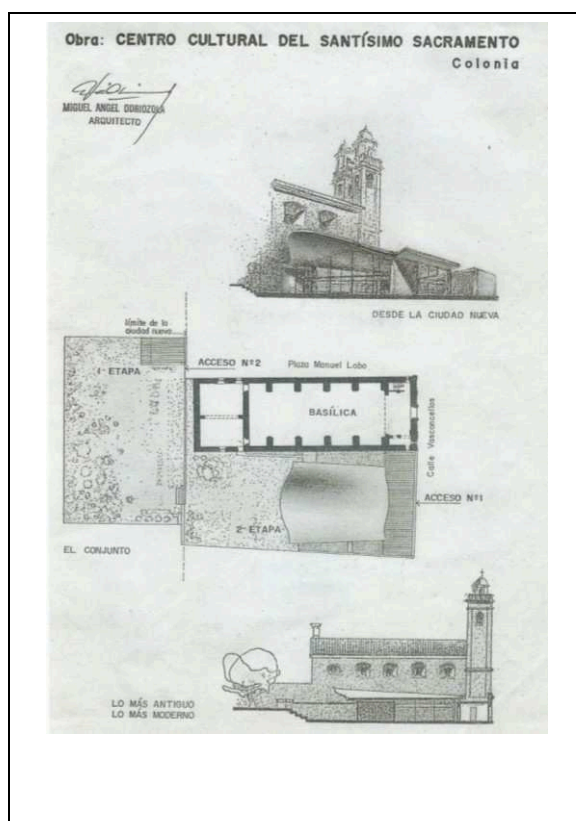 Obra: CENTRO CULTURAL DEL SANTÍSIMO SACRAMENTO
Colonia
MIGUEL ANGEL ODRIOZOLA
ARQUITECTO
DESDE LA CIUDAD NUEVA
límite de la
ciudad nueva
1ª ETAPA
ACCESO Nº2
Plaza Manuel Lobo
BASÍLICA
Calle Vasconcellos
ACCESO Nº1
2ª ETAPA
EL CONJUNTO
LO MÁS ANTIGUO
LO MÁS MODERNO